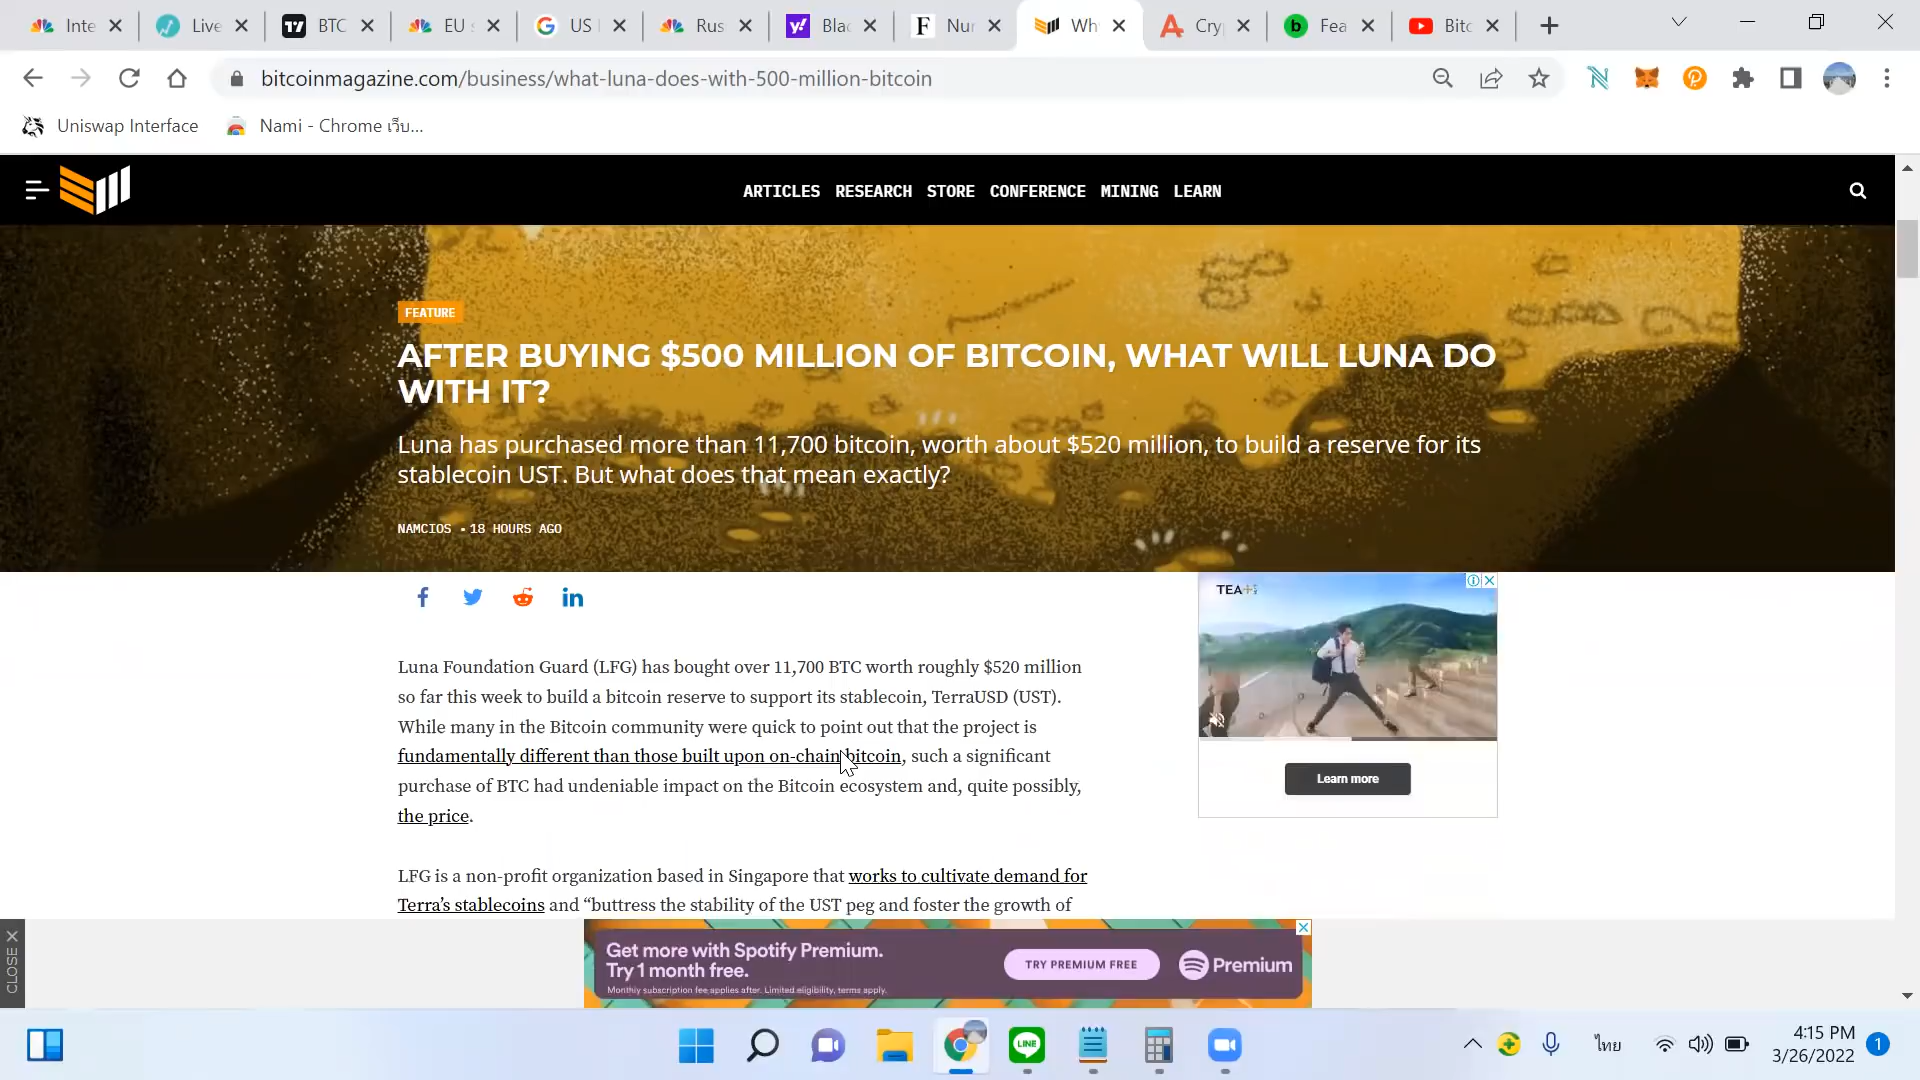 Inte
Live
BTC
EU s
US I
Rus
Blac
Nur
Wh
Cry
Fea
Bitc
bitcoinmagazine.com/business/what-luna-does-with-500-million-bitcoin
Uniswap Interface
Nami - Chrome เว็บ...
ARTICLES RESEARCH STORE CONFERENCE MINING LEARN
FEATURE
AFTER BUYING $500 MILLION OF BITCOIN, WHAT WILL LUNA DO
WITH IT?
Luna has purchased more than 11,700 bitcoin, worth about $520 million, to build a reserve for its
stablecoin UST. But what does that mean exactly?
NAMCIOS • 18 HOURS AGO
Luna Foundation Guard (LFG) has bought over 11,700 BTC worth roughly $520 million
so far this week to build a bitcoin reserve to support its stablecoin, TerraUSD (UST).
While many in the Bitcoin community were quick to point out that the project is
fundamentally different than those built upon on-chain bitcoin, such a significant
purchase of BTC had undeniable impact on the Bitcoin ecosystem and, quite possibly,
the price.
LFG is a non-profit organization based in Singapore that works to cultivate demand for
Terra's stablecoins and “buttress the stability of the UST peg and foster the growth of
TEA+
Learn more
CLOSE X
Get more with Spotify Premium.
Try 1 month free.
Monthly subscription fee applies after. Limited eligibility, terms apply.
TRY PREMIUM FREE
Premium
LINE
ไทย
4:15 PM
3/26/2022
1